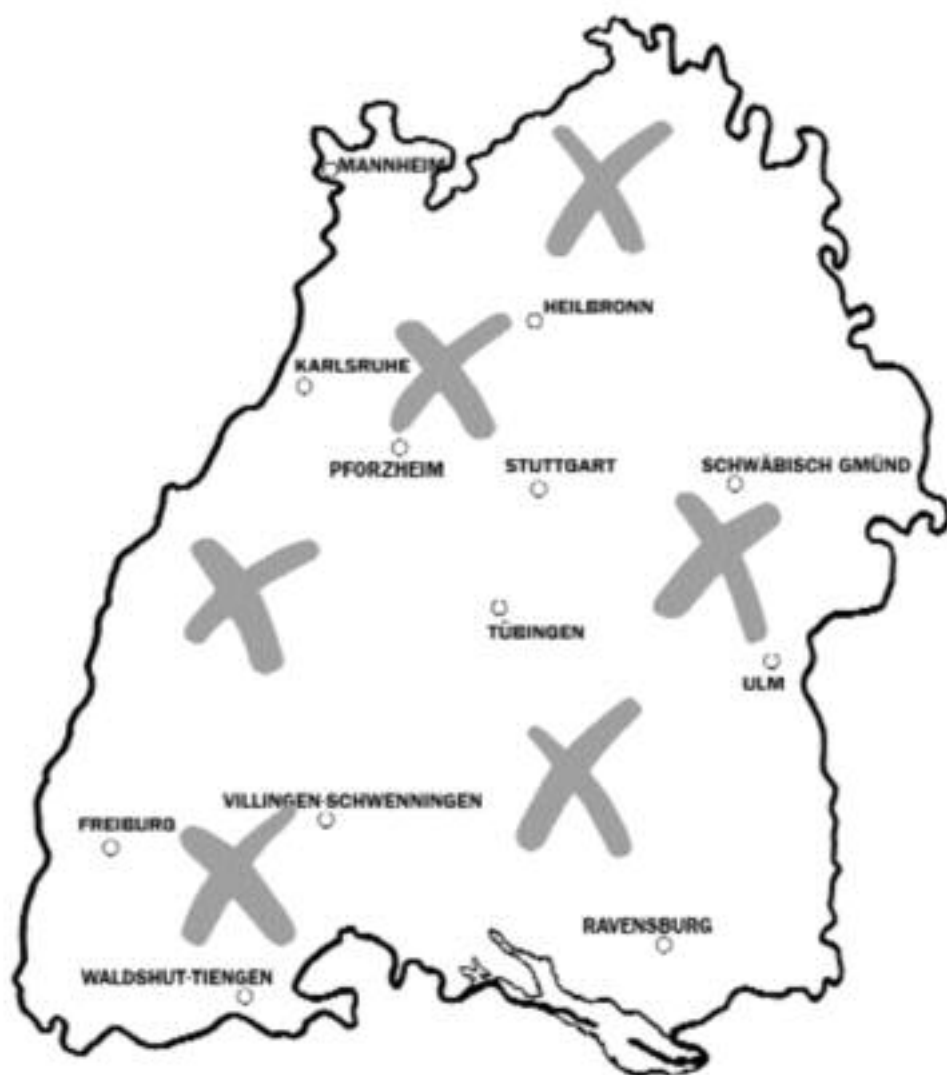 MANNHEIM
HEILBRONN
KARLSRUHE
PFORZHEIM
STUTTGART
SCHWÄBISCH GMÜND
TÜBINGEN
ULM
VILLINGEN-SCHWENNINGEN
FREIBURG
RAVENSBURG
WALDSHUT-TIENGEN